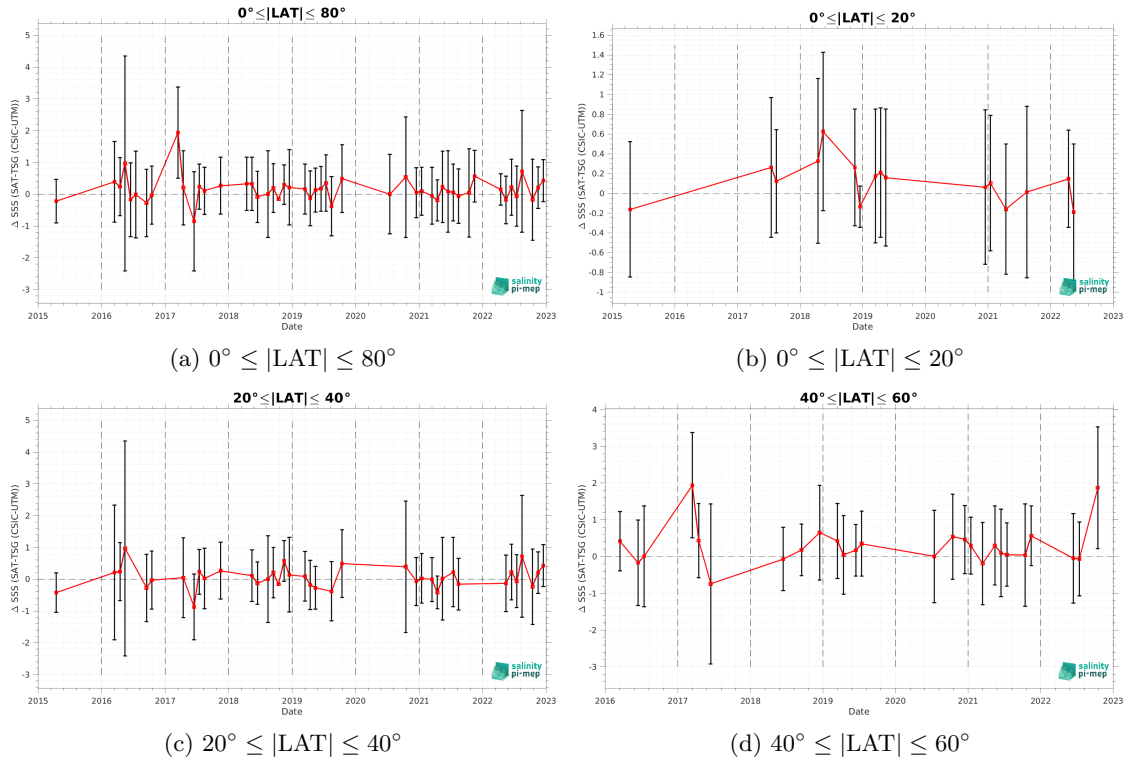 0°≤|LAT|≤ 80°
Δ SSS (SAT-TSG (CSIC-UTM))
5
4
3
2
1
0
-1
-2
-3
2015 2016 2017 2018 2019 2020 2021 2022 2023
Date
salinity
pi-mep
(a) 0° ≤ |LAT| ≤ 80°
0°≤|LAT|≤ 20°
Δ SSS (SAT-TSG (CSIC-UTM))
1.6
1.4
1.2
1
0.8
0.6
0.4
0.2
0
-0.2
-0.4
-0.6
-0.8
-1
2015 2016 2017 2018 2019 2020 2021 2022 2023
Date
salinity
pi-mep
(b) 0° ≤ |LAT| ≤ 20°
20°≤|LAT|≤ 40°
Δ SSS (SAT-TSG (CSIC-UTM))
5
4
3
2
1
0
-1
-2
-3
2015 2016 2017 2018 2019 2020 2021 2022 2023
Date
salinity
pi-mep
(c) 20° ≤ |LAT| ≤ 40°
40°≤|LAT|≤ 60°
Δ SSS (SAT-TSG (CSIC-UTM))
4
3
2
1
0
-1
-2
-3
2016 2017 2018 2019 2020 2021 2022 2023
Date
salinity
pi-mep
(d) 40° ≤ |LAT| ≤ 60°